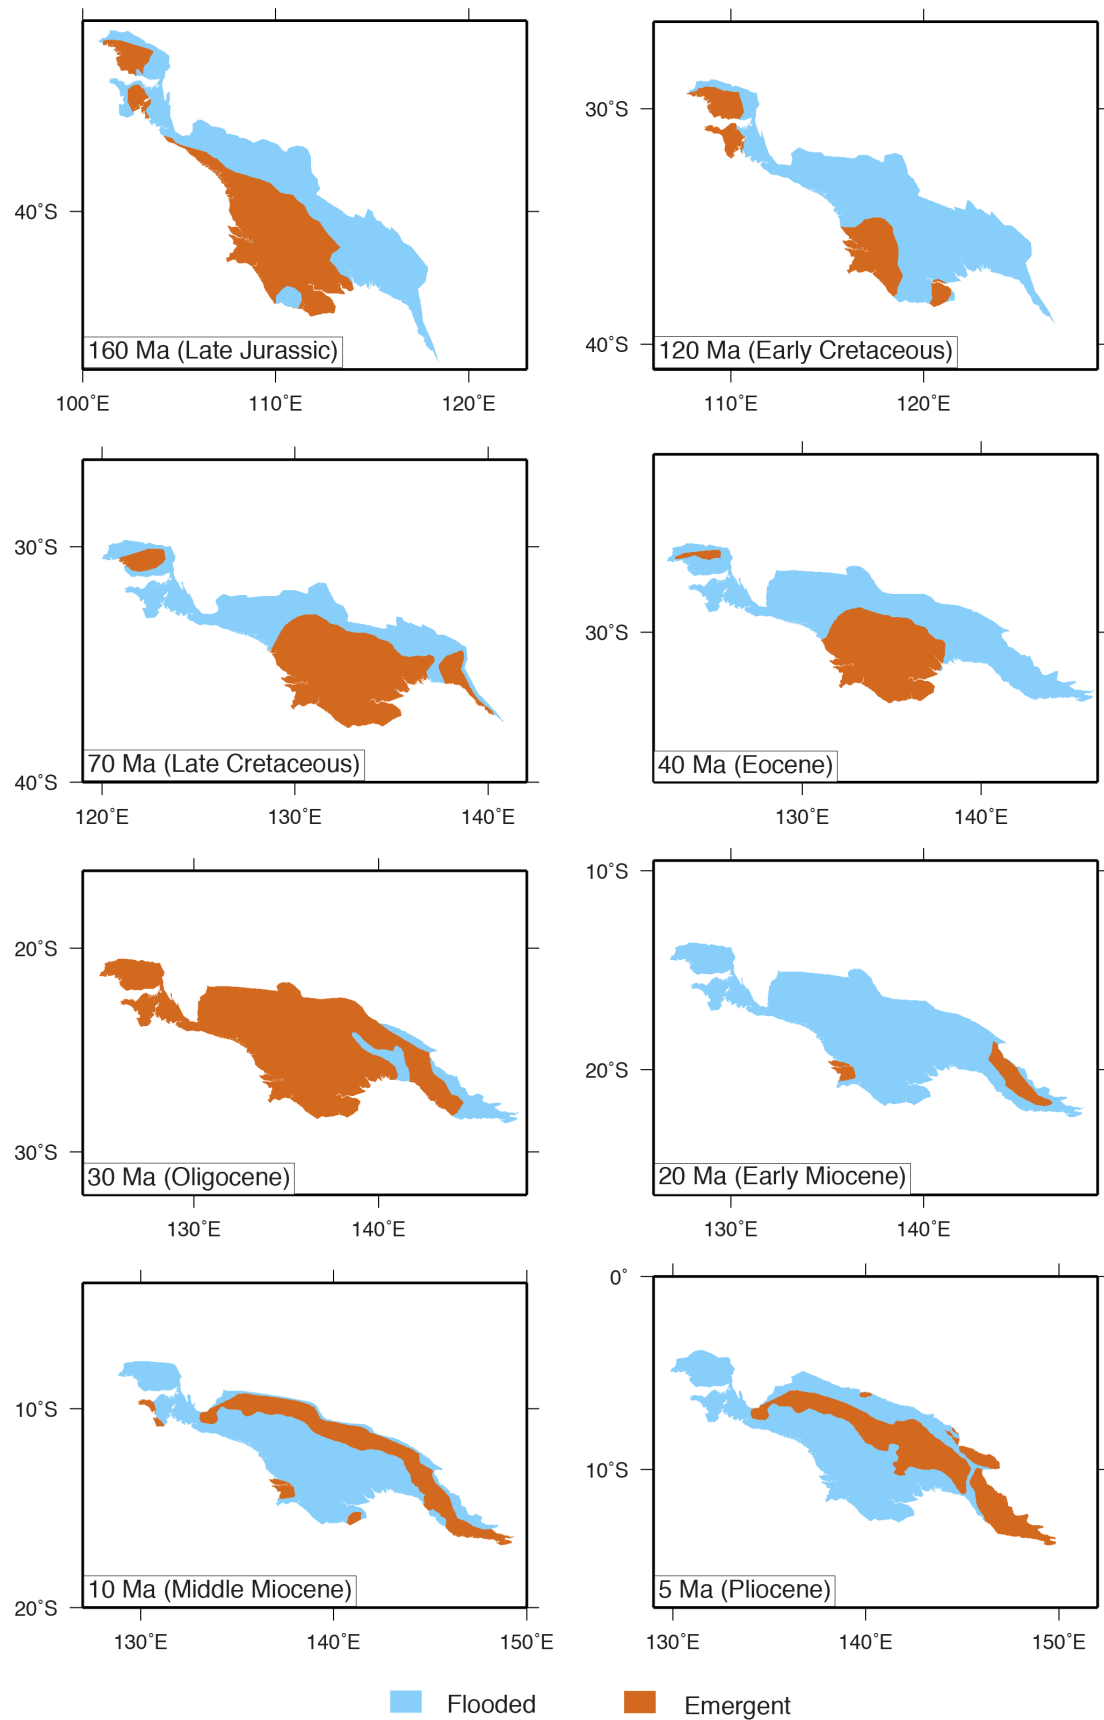 30°S
40°S
40°S
160 Ma (Late Jurassic)
120 Ma (Early Cretaceous)
100°E 110°E 120°E
110°E 120°E
30°S
30°S
70 Ma (Late Cretaceous)
40 Ma (Eocene)
40°S
120°E 130°E 140°E
130°E 140°E
10°S
20°S
20°S
30°S
30 Ma (Oligocene)
20 Ma (Early Miocene)
130°E 140°E
130°E 140°E
0°
10°S
10°S
10 Ma (Middle Miocene)
5 Ma (Pliocene)
20°S
130°E 140°E 150°E
130°E 140°E 150°E
Flooded
Emergent